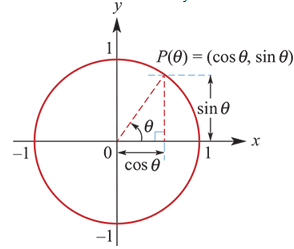 y
1
P(θ) = (cos θ, sin θ)
sin θ
θ
−1
0
cos θ
1
x
−1